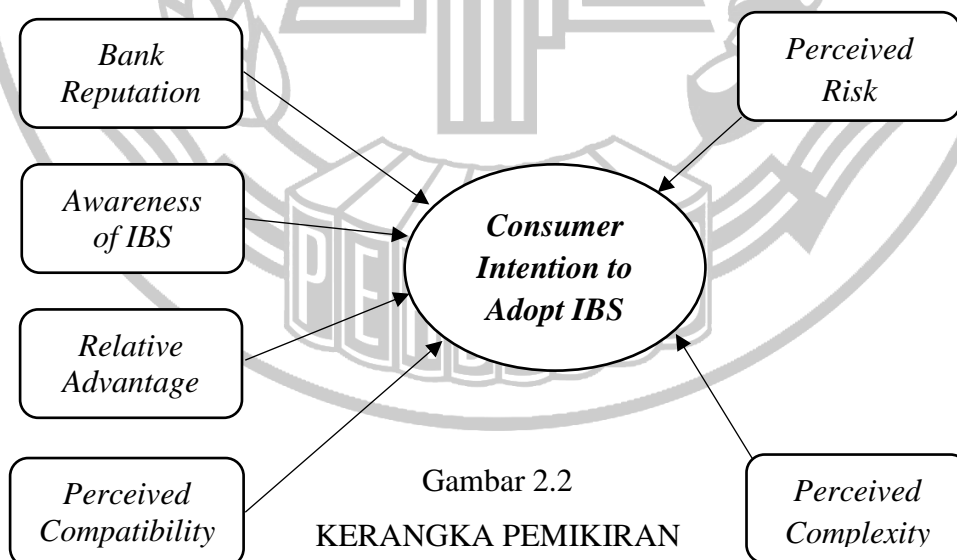 Bank
Reputation
Perceived
Risk
Awareness
of IBS
Consumer
Intention to
Adopt IBS
Relative
Advantage
Perceived
Compatibility
Perceived
Complexity
Gambar 2.2
KERANGKA PEMIKIRAN